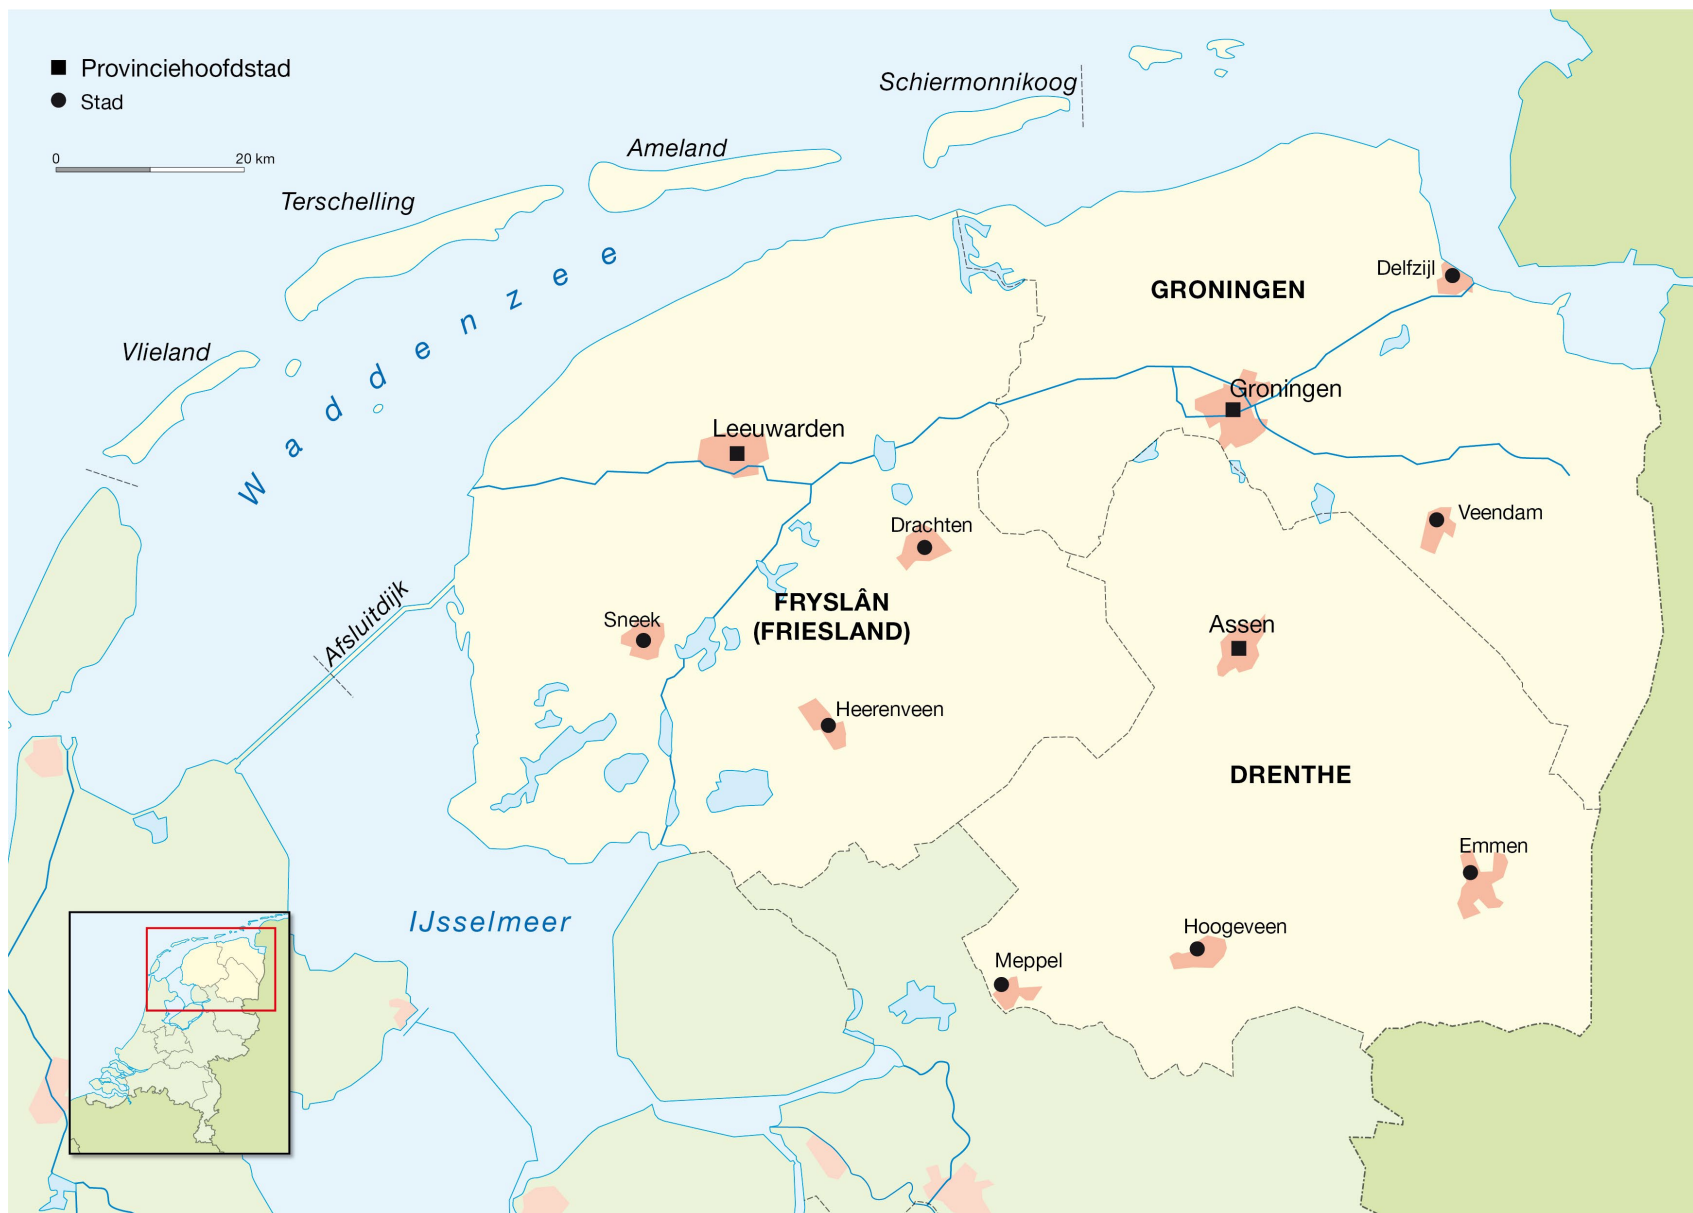 Provinciehoofdstad
Stad
0 20 km
Schiermonnikoog
Ameland
Terschelling
Vlieland
Waddenzee
Afsluitdijk
IJsselmeer
GRONINGEN
Delfzijl
Groningen
Leeuwarden
Drachten
Veendam
FRYSLÂN
(FRIESLAND)
Sneek
Assen
Heerenveen
DRENTHE
Emmen
Hoogeveen
Meppel